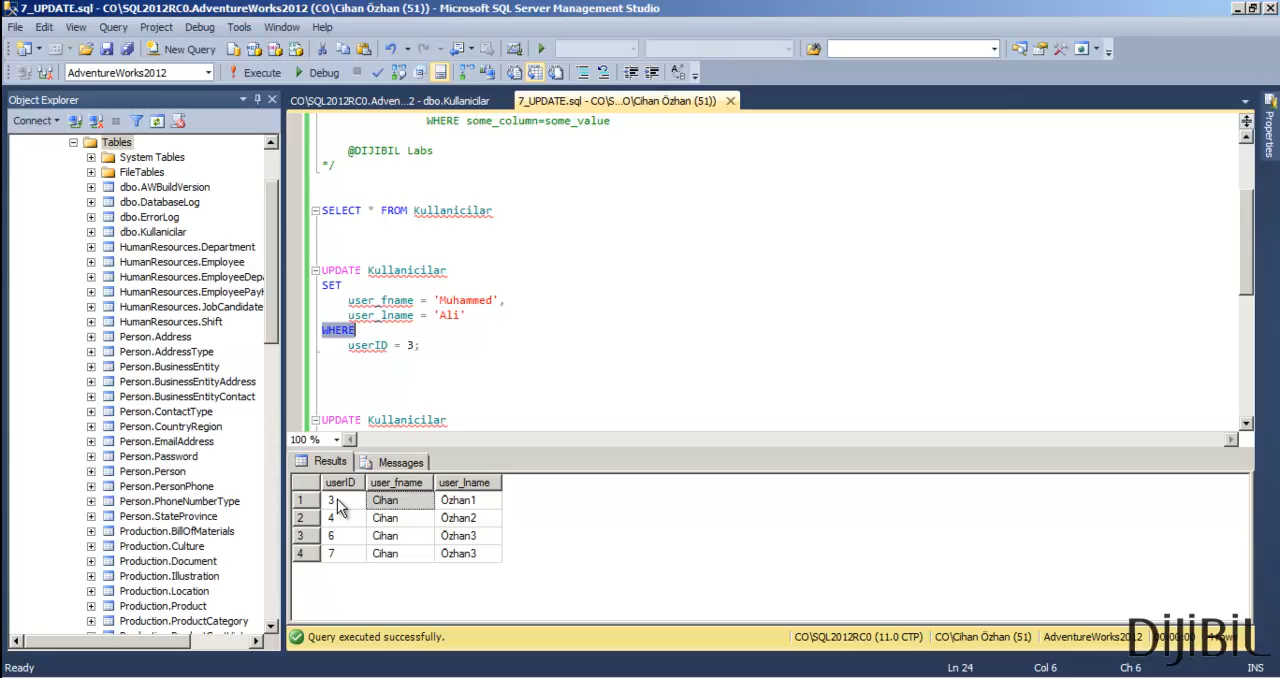 7_UPDATE.sql - CO\SQL2012RC0.AdventureWorks2012 (CO\Cihan Özhan (51)) - Microsoft SQL Server Management Studio
File Edit View Query Project Debug Tools Window Help
New Query
AdventureWorks2012 Execute Debug
Object Explorer
CO\SQL2012RC0.Adven...2 - dbo.Kullanicilar
7_UPDATE.sql - CO\S...O\Cihan Özhan (51))
Connect
Properties
Tables
System Tables
FileTables
dbo.AWBuildVersion
dbo.DatabaseLog
dbo.ErrorLog
dbo.Kullanicilar
HumanResources.Department
HumanResources.Employee
HumanResources.EmployeeDepa
HumanResources.EmployeePayH
HumanResources.JobCandidate
HumanResources.Shift
Person.Address
Person.AddressType
Person.BusinessEntity
Person.BusinessEntityAddress
Person.BusinessEntityContact
Person.ContactType
Person.CountryRegion
Person.EmailAddress
Person.Password
Person.Person
Person.PersonPhone
Person.PhoneNumberType
Person.StateProvince
Production.BillOfMaterials
Production.Culture
Production.Document
Production.Illustration
Production.Location
Production.Product
Production.ProductCategory
WHERE some_column=some_value
@DIJIBIL Labs
*/
SELECT * FROM Kullanicilar
UPDATE Kullanicilar
SET
user_fname = 'Muhammed',
user_lname = 'Ali'
WHERE
userID = 3;
UPDATE Kullanicilar
100 %
Results Messages
userID user_fname user_lname
1 3 Cihan Özhan1
2 4 Cihan Özhan2
3 6 Cihan Özhan3
4 7 Cihan Özhan3
Query executed successfully. CO\SQL2012RC0 (11.0 CTP) CO\Cihan Özhan (51) AdventureWorks2012
DijiBil
Ready Ln 24 Col 6 Ch 6 INS